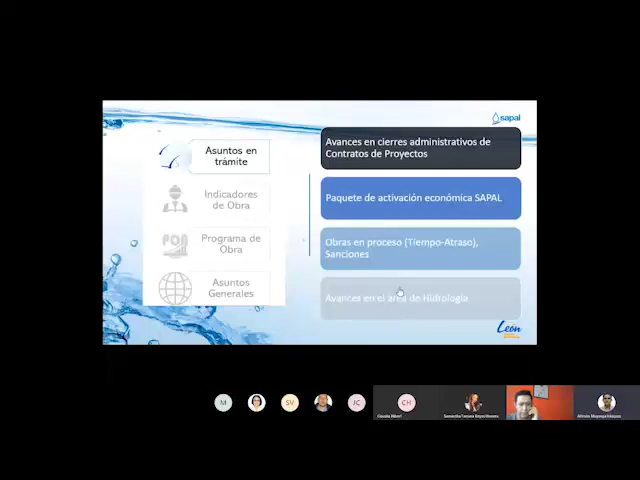 sapal
Asuntos en
trámite
Avances en cierres administrativos de
Contratos de Proyectos
Indicadores
de Obra
Paquete de activación económica SAPAL
POA
Programa de
Obra
Obras en proceso (Tiempo-Atraso),
Sanciones
Asuntos
Generales
Avances en el área de Hidrología
León
M
SV
JC
CH